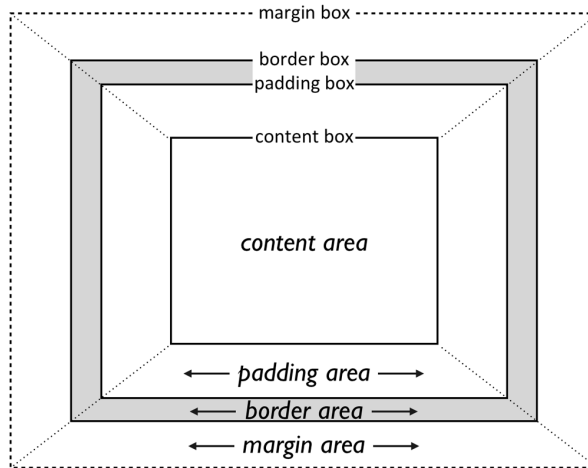 margin box
border box
padding box
content box
content area
padding area
border area
margin area